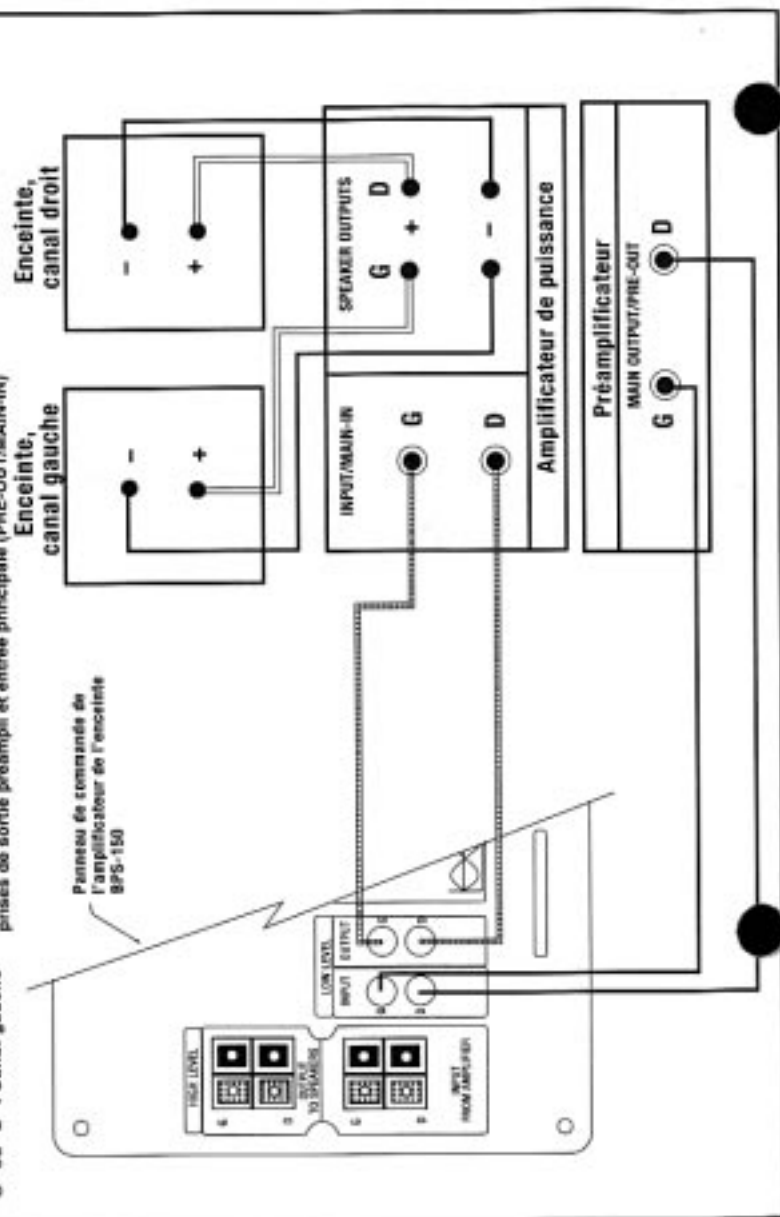 prises de sortie préampli et entrée principale (PRE-OUT/MAIN-IN)
Panneau de commande de
l'amplificateur de l'enceinte
BPS-150
Enceinte,
canal gauche
–
+
Enceinte,
canal droit
–
+
HIGH LEVEL
G
D
OUTPUT
TO SPEAKERS
G
D
INPUT
FROM AMPLIFIER
LOW LEVEL
INPUT
OUTPUT
G
D
INPUT/MAIN-IN
G
D
SPEAKER OUTPUTS
G + D
–
Amplificateur de puissance
Préamplificateur
MAIN OUTPUT/PRE-OUT
G
D